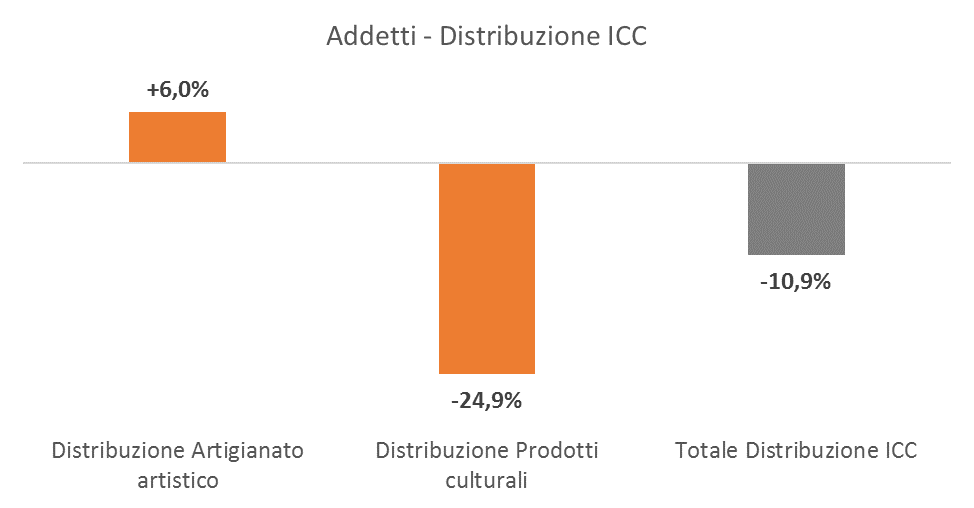 Addetti - Distribuzione ICC
+6,0%
-10,9%
-24,9%
Distribuzione Artigianato
artistico
Distribuzione Prodotti
culturali
Totale Distribuzione ICC